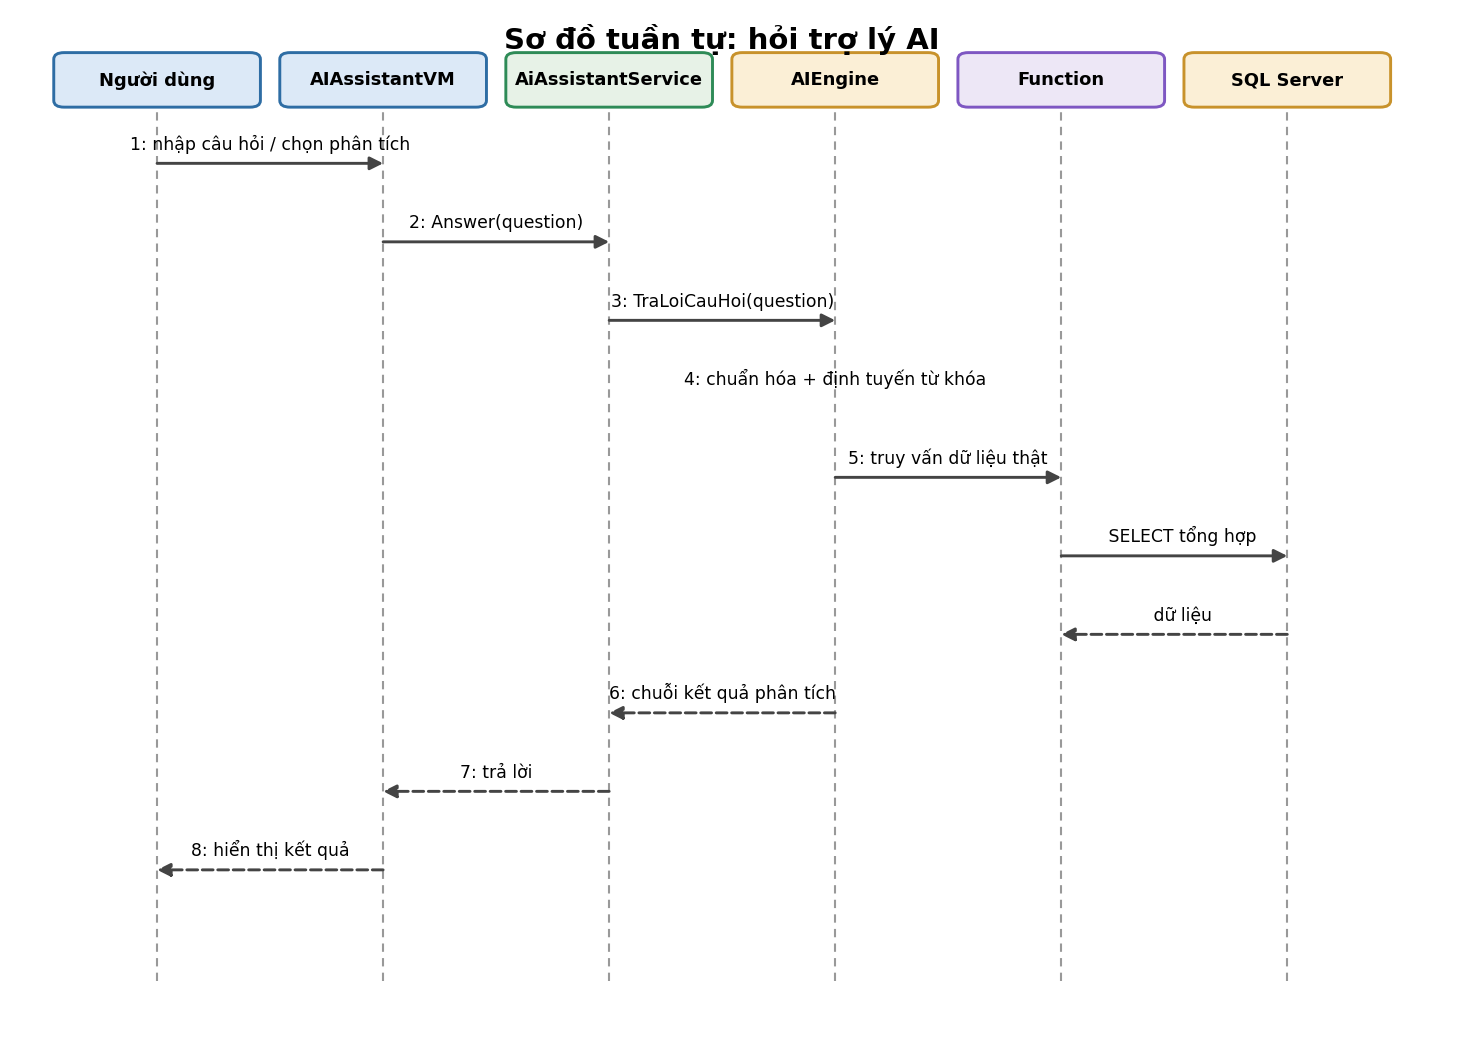 Sơ đồ tuần tự: hỏi trợ lý AI
Người dùng
AIAssistantVM
AiAssistantService
AIEngine
Function
SQL Server
1: nhập câu hỏi / chọn phân tích
2: Answer(question)
3: TraLoiCauHoi(question)
4: chuẩn hóa + định tuyến từ khóa
5: truy vấn dữ liệu thật
SELECT tổng hợp
dữ liệu
6: chuỗi kết quả phân tích
7: trả lời
8: hiển thị kết quả